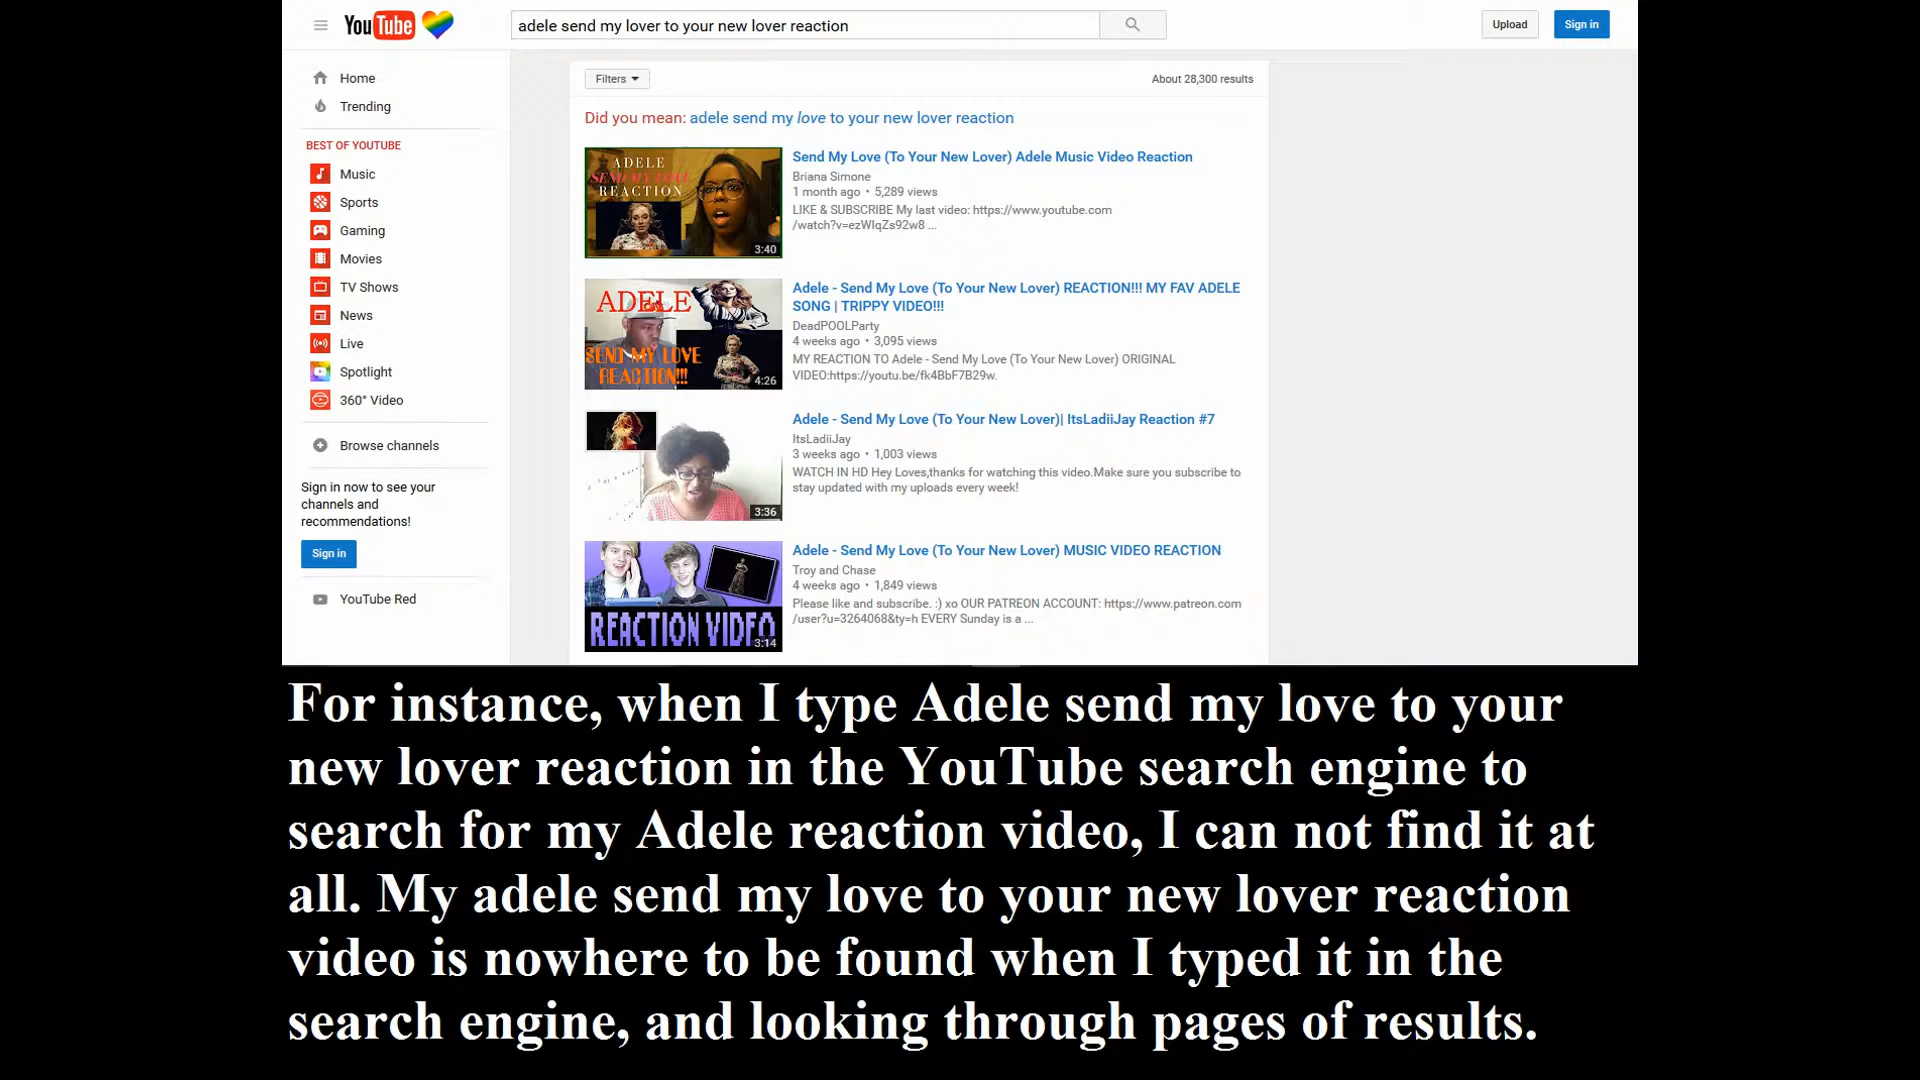 YouTube
adele send my lover to your new lover reaction
Upload
Sign in
Home
Trending
BEST OF YOUTUBE
Music
Sports
Gaming
Movies
TV Shows
News
Live
Spotlight
360° Video
Browse channels
Sign in now to see your
channels and
recommendations!
Sign in
YouTube Red
Filters
About 28,300 results
Did you mean: adele send my love to your new lover reaction
ADELE
SEND MY LOVE
REACTION
3:40
Send My Love (To Your New Lover) Adele Music Video Reaction
Briana Simone
1 month ago • 5,289 views
LIKE & SUBSCRIBE My last video: https://www.youtube.com
/watch?v=ezWIqZs92w8 ...
ADELE
SEND MY LOVE
REACTION!!!
4:26
Adele - Send My Love (To Your New Lover) REACTION!!! MY FAV ADELE
SONG | TRIPPY VIDEO!!!
DeadPOOLParty
4 weeks ago • 3,095 views
MY REACTION TO Adele - Send My Love (To Your New Lover) ORIGINAL
VIDEO:https://youtu.be/fk4BbF7B29w.
3:36
Adele - Send My Love (To Your New Lover)| ItsLadiiJay Reaction #7
ItsLadiiJay
3 weeks ago • 1,003 views
WATCH IN HD Hey Loves,thanks for watching this video.Make sure you subscribe to
stay updated with my uploads every week!
REACTION VIDEO
3:14
Adele - Send My Love (To Your New Lover) MUSIC VIDEO REACTION
Troy and Chase
4 weeks ago • 1,849 views
Please like and subscribe. :) xo OUR PATREON ACCOUNT: https://www.patreon.com
/user?u=3264068&ty=h EVERY Sunday is a ...
For instance, when I type Adele send my love to your
new lover reaction in the YouTube search engine to
search for my Adele reaction video, I can not find it at
all. My adele send my love to your new lover reaction
video is nowhere to be found when I typed it in the
search engine, and looking through pages of results.